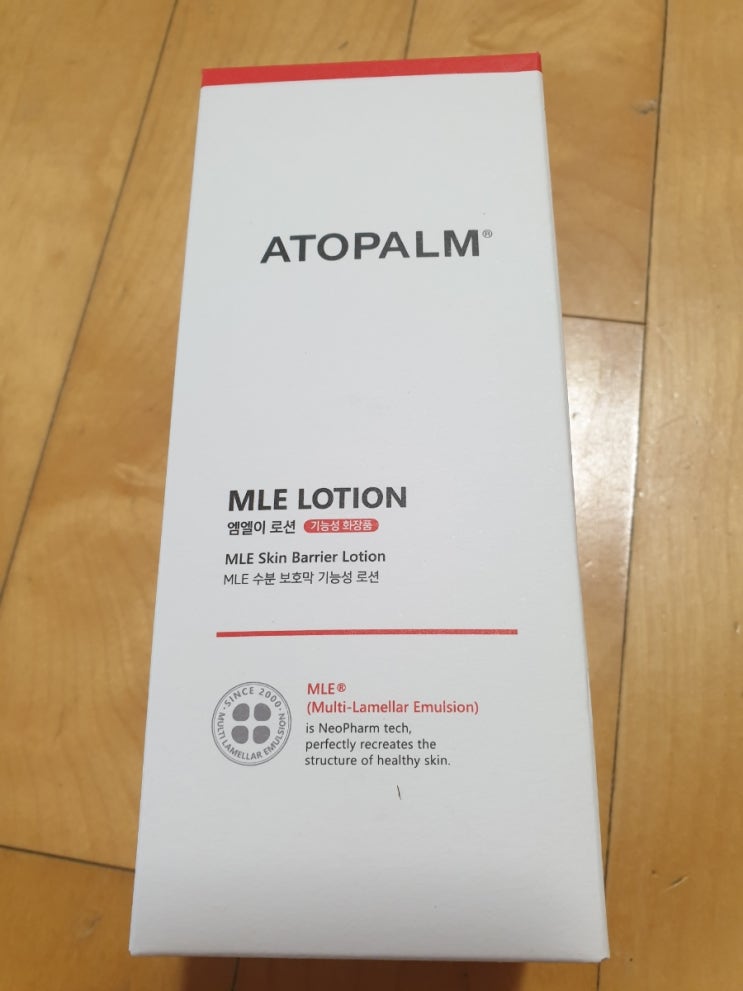 ATOPALM®
MLE LOTION
엠엘이 로션 기능성 화장품
MLE Skin Barrier Lotion
MLE 수분 보호막 기능성 로션
·SINCE 2000·
MULTI LAMELLAR EMULSION
MLE®
(Multi-Lamellar Emulsion)
is NeoPharm tech,
perfectly recreates the
structure of healthy skin.